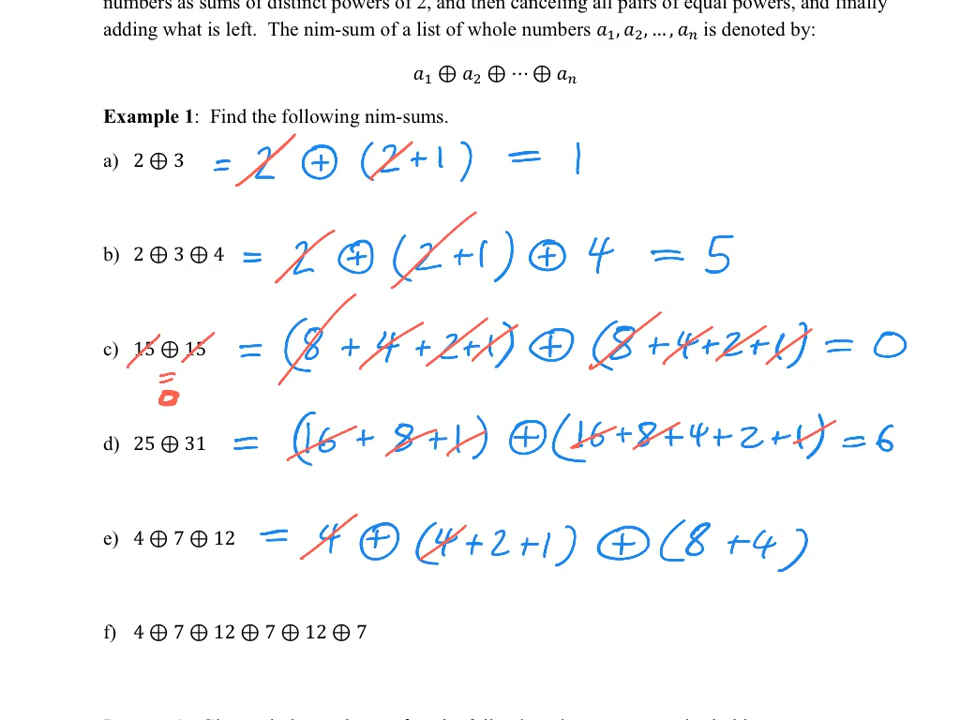 numbers as sums of distinct powers of 2, and then canceling all pairs of equal powers, and finally
adding what is left. The nim-sum of a list of whole numbers a₁, a₂, …, aₙ is denoted by:
a₁ ⊕ a₂ ⊕ ⋯ ⊕ aₙ
Example 1: Find the following nim-sums.
a) 2 ⊕ 3 = 2 ⊕ (2+1) = 1
b) 2 ⊕ 3 ⊕ 4 = 2 ⊕ (2+1) ⊕ 4 = 5
c) 15 ⊕ 15 = (8+4+2+1) ⊕ (8+4+2+1) = 0
=
0
d) 25 ⊕ 31 = (16+8+1) ⊕ (16+8+4+2+1) = 6
e) 4 ⊕ 7 ⊕ 12 = 4 ⊕ (4+2+1) ⊕ (8+4)
f) 4 ⊕ 7 ⊕ 12 ⊕ 7 ⊕ 12 ⊕ 7